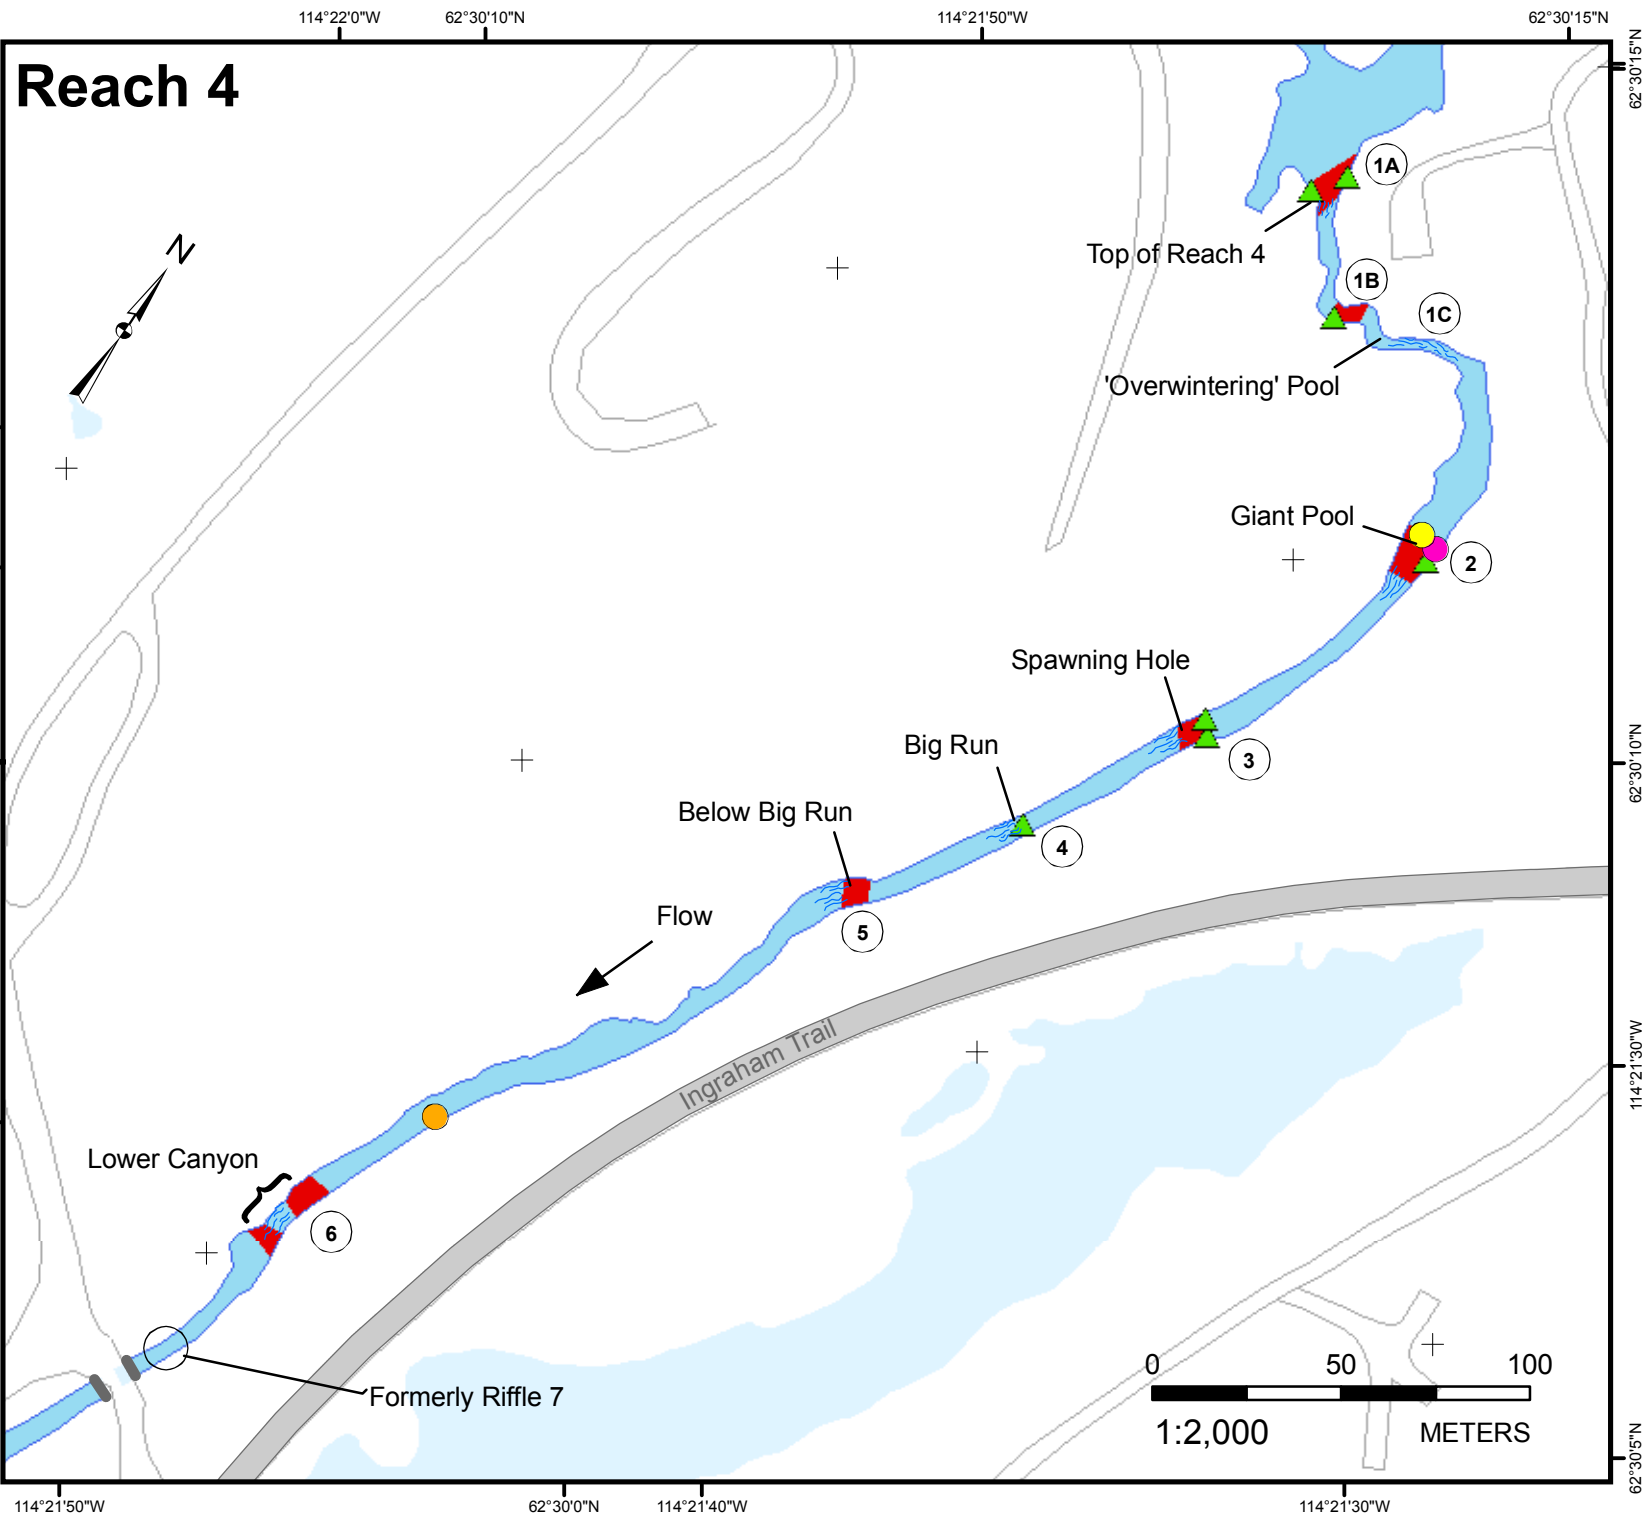 114°22'0"W
62°30'10"N
114°21'50"W
62°30'15"N
Reach 4
62°30'15"N
N
1A
Top of Reach 4
1B
1C
'Overwintering' Pool
Giant Pool
2
Spawning Hole
Big Run
3
62°30'10"N
Below Big Run
4
Flow
5
Ingraham Trail
114°21'30"W
Lower Canyon
6
Formerly Riffle 7
0 50 100
1:2,000 METERS
62°30'5"N
114°21'50"W
62°30'0"N
114°21'40"W
114°21'30"W